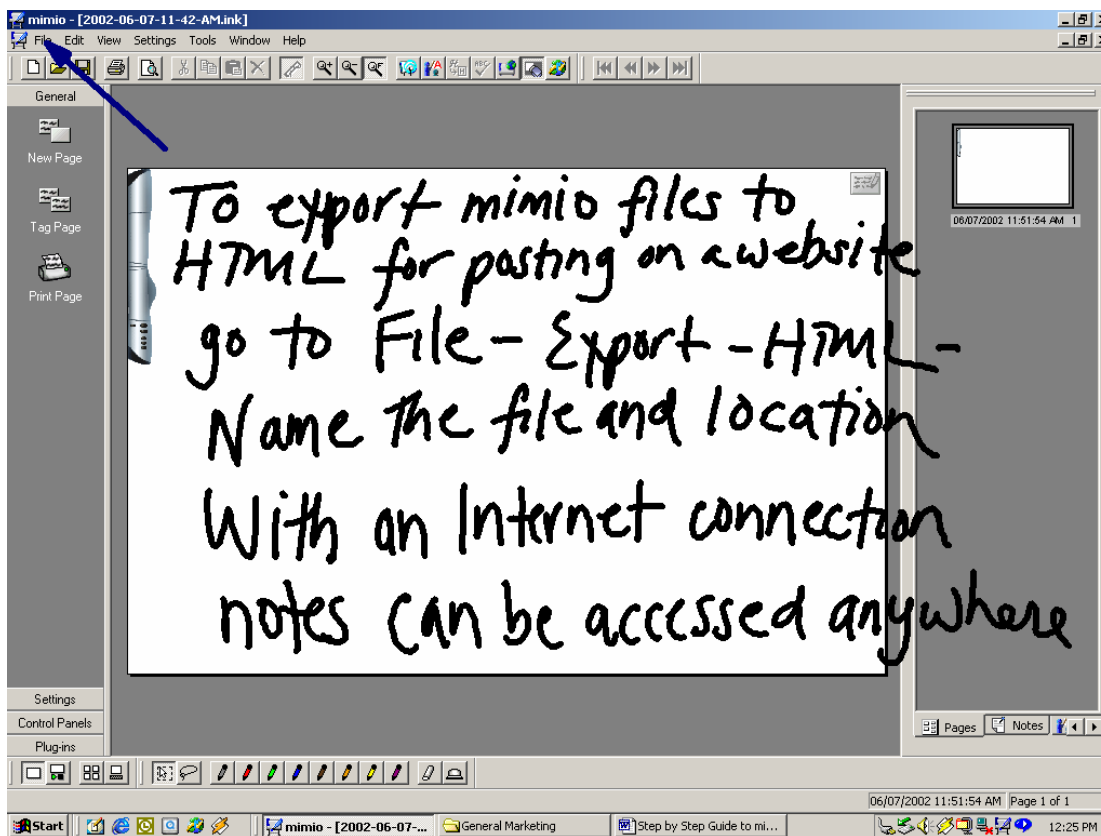 mimio - [2002-06-07-11-42-AM.ink]
File Edit View Settings Tools Window Help
General
New Page
Tag Page
Print Page
To export mimio files to
HTML for posting on a website
go to File - Export - HTML -
Name the file and location
With an Internet connection
notes can be accessed anywhere
06/07/2002 11:51:54 AM 1
Settings
Control Panels
Plug-ins
Pages Notes
06/07/2002 11:51:54 AM Page 1 of 1
Start mimio - [2002-06-07-... General Marketing Step by Step Guide to mi... 12:25 PM